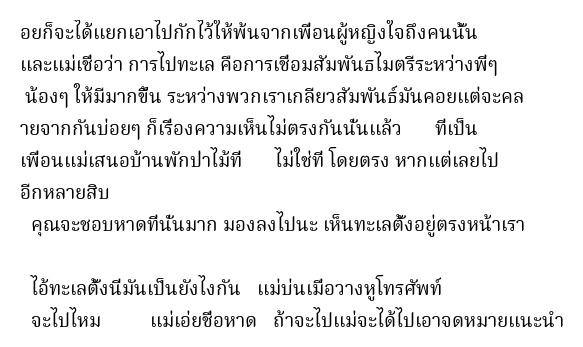 อยก็จะได้แยกเอาไปกักไว้ให้พ้นจากเพื่อนผู้หญิงใจถึงคนนั้น
และแม่เชื่อว่า การไปทะเล คือการเชื่อมสัมพันธไมตรีระหว่างพี่ๆ
น้องๆ ให้มีมากขึ้น ระหว่างพวกเราเกลียวสัมพันธ์มันคอยแต่จะคล
ายจากกันบ่อยๆ ก็เรื่องความเห็นไม่ตรงกันนั่นแล้ว ที่เป็น
เพื่อนแม่เสนอบ้านพักป่าไม้ที่ ไม่ใช่ที่ โดยตรง หากแต่เลยไป
อีกหลายสิบ
คุณจะชอบหาดที่นั่นมาก มองลงไปนะ เห็นทะเลตั้งอยู่ตรงหน้าเรา
ไอ้ทะเลตั้งนี่มันเป็นยังไงกัน แม่บ่นเมื่อวางหูโทรศัพท์
จะไปไหม แม่เอ่ยชื่อหาด ถ้าจะไปแม่จะได้ไปเอาจดหมายแนะนำ